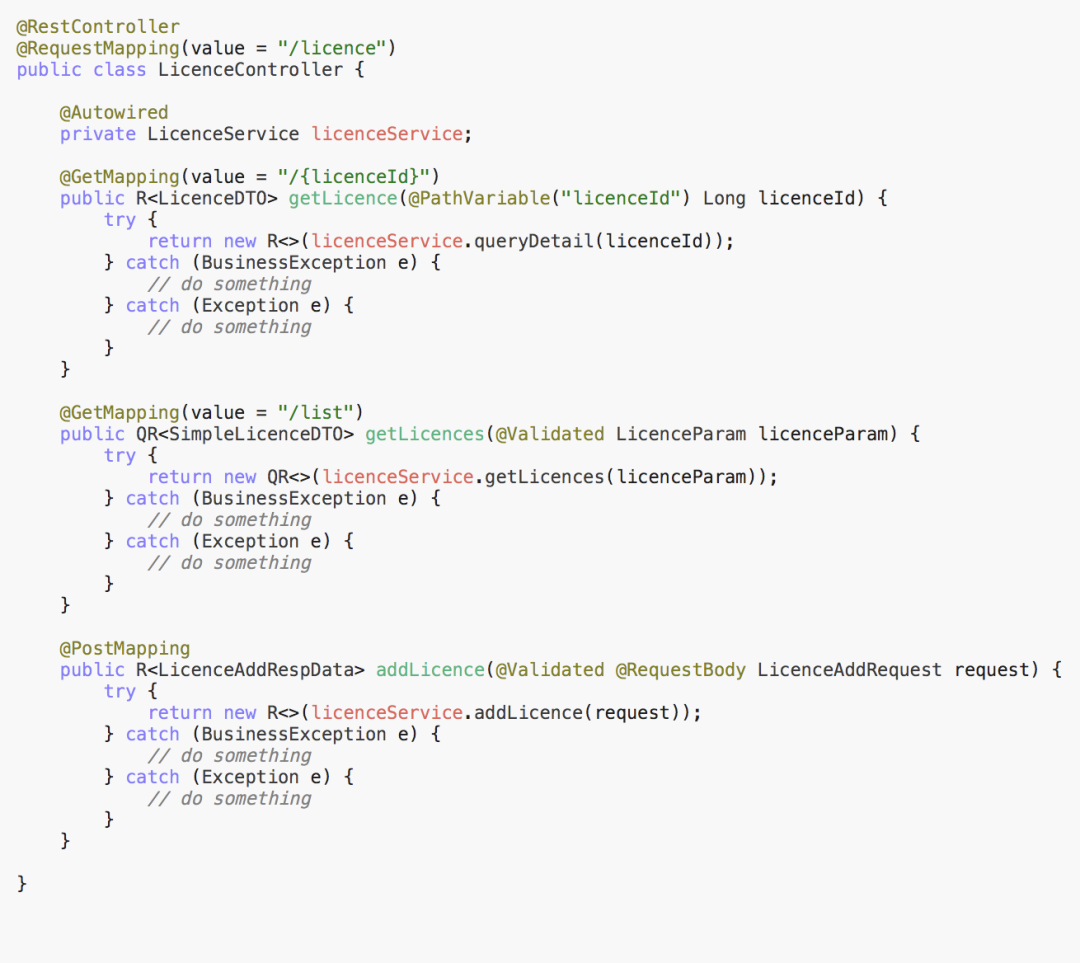 @RestController
@RequestMapping(value = "/licence")
public class LicenceController {
@Autowired
private LicenceService licenceService;
@GetMapping(value = "/{licenceId}")
public R<LicenceDTO> getLicence(@PathVariable("licenceId") Long licenceId) {
try {
return new R<>(licenceService.queryDetail(licenceId));
} catch (BusinessException e) {
// do something
} catch (Exception e) {
// do something
}
}
@GetMapping(value = "/list")
public QR<SimpleLicenceDTO> getLicences(@Validated LicenceParam licenceParam) {
try {
return new QR<>(licenceService.getLicences(licenceParam));
} catch (BusinessException e) {
// do something
} catch (Exception e) {
// do something
}
}
@PostMapping
public R<LicenceAddRespData> addLicence(@Validated @RequestBody LicenceAddRequest request) {
try {
return new R<>(licenceService.addLicence(request));
} catch (BusinessException e) {
// do something
} catch (Exception e) {
// do something
}
}
}